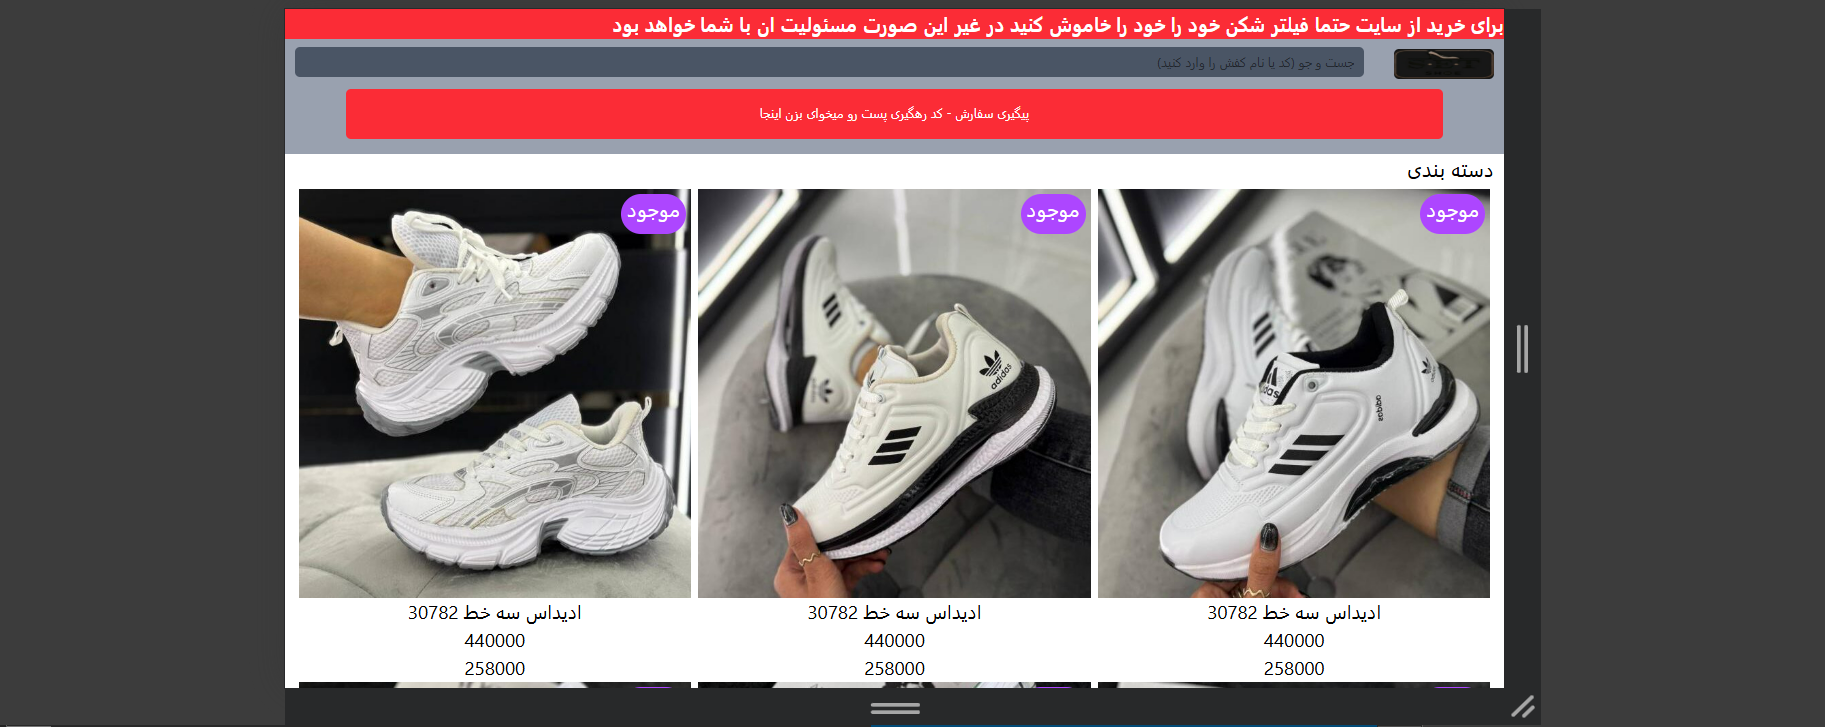 برای خرید از سایت حتما فیلتر شکن خود را خود را خاموش کنید در غیر این صورت مسئولیت ان با شما خواهد بود
جست و جو (کد یا نام کفش را وارد کنید)
پیگیری سفارش - کد رهگیری پست رو میخوای بزن اینجا
دسته بندی
موجود
موجود
موجود
adidas
adidas
ادیداس سه خط 30782
ادیداس سه خط 30782
ادیداس سه خط 30782
440000
440000
440000
258000
258000
258000